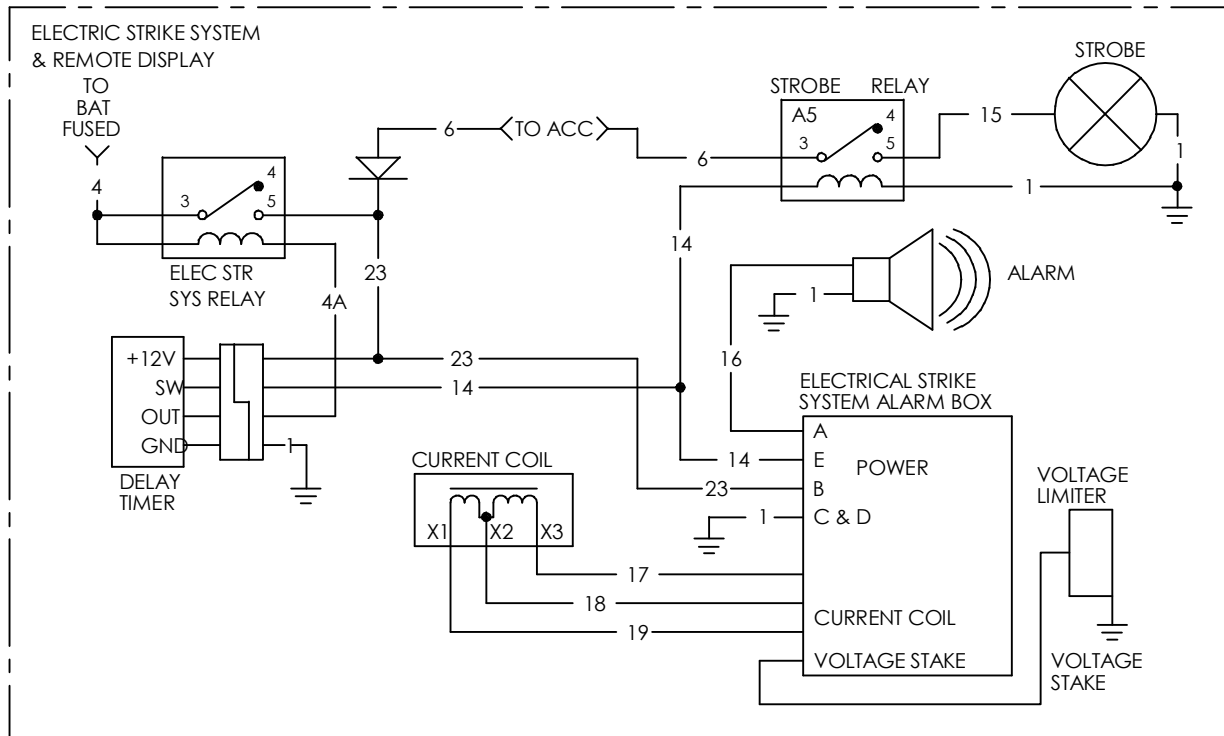 ELECTRIC STRIKE SYSTEM
& REMOTE DISPLAY
TO
BAT
FUSED
4
3
4
5
ELEC STR
SYS RELAY
4A
6
TO ACC
6
23
STROBE RELAY
A5
3
4
5
15
STROBE
1
1
14
1
ALARM
16
+12V
SW
OUT
GND
1
DELAY
TIMER
23
14
CURRENT COIL
X1
X2
X3
ELECTRICAL STRIKE
SYSTEM ALARM BOX
A
14
E
POWER
23
B
1
C & D
17
18
CURRENT COIL
19
VOLTAGE STAKE
VOLTAGE
LIMITER
VOLTAGE
STAKE